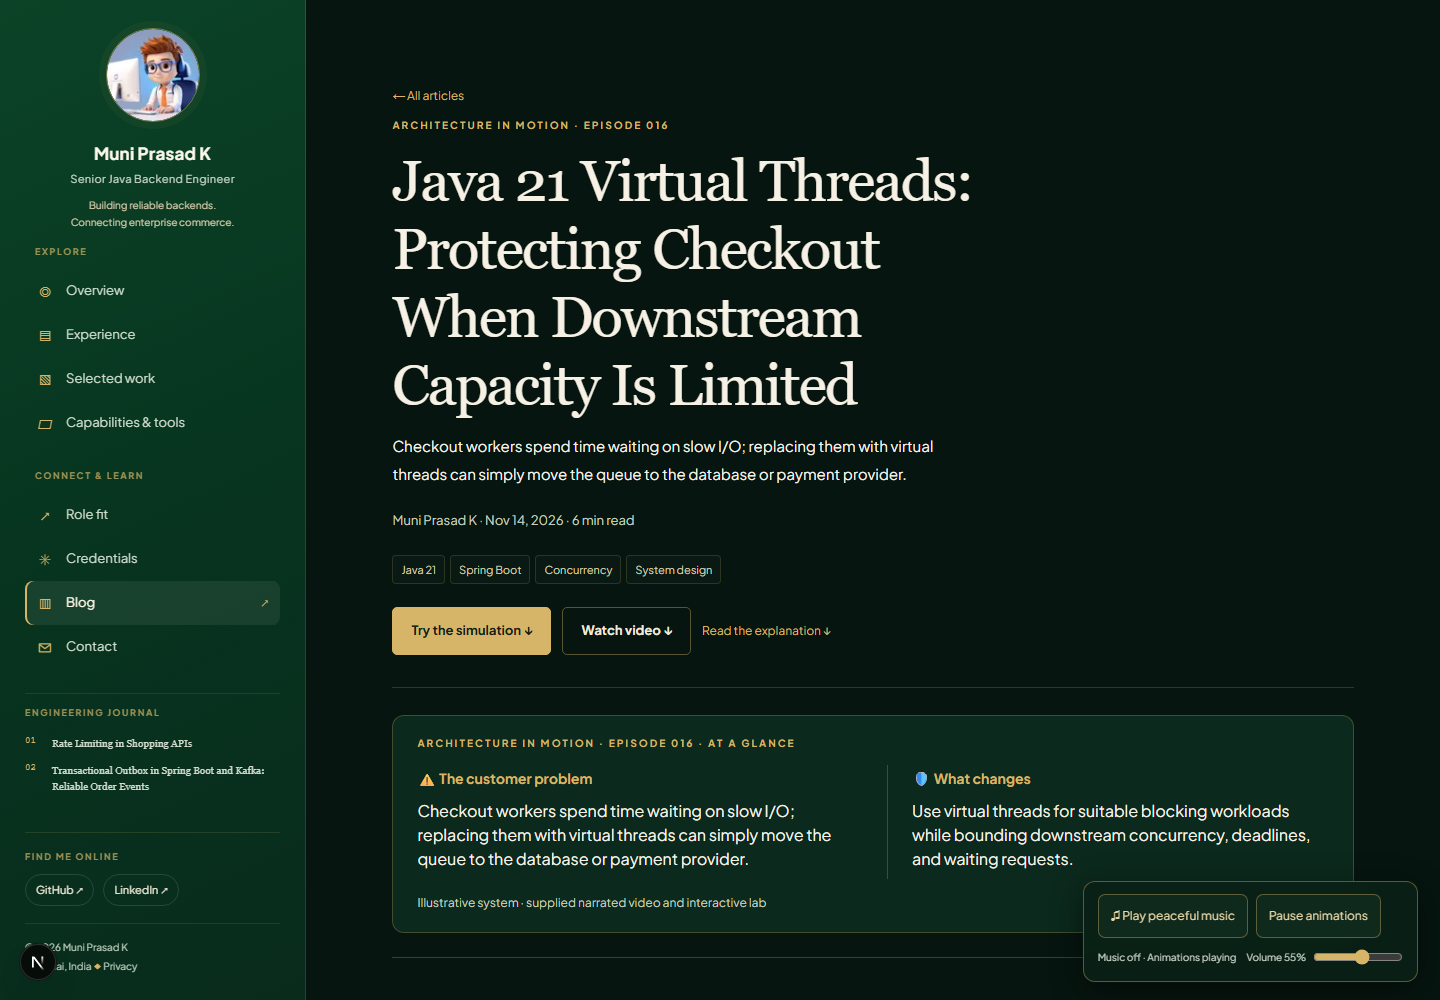 Muni Prasad K
Senior Java Backend Engineer
Building reliable backends.
Connecting enterprise commerce.
EXPLORE
Overview
Experience
Selected work
Capabilities & tools
CONNECT & LEARN
Role fit
Credentials
Blog ↗
Contact
ENGINEERING JOURNAL
01 Rate Limiting in Shopping APIs
02 Transactional Outbox in Spring Boot and Kafka:
Reliable Order Events
FIND ME ONLINE
GitHub ↗ LinkedIn ↗
26 Muni Prasad K
ai, India ◆ Privacy
N
← All articles
ARCHITECTURE IN MOTION · EPISODE 016
Java 21 Virtual Threads:
Protecting Checkout
When Downstream
Capacity Is Limited
Checkout workers spend time waiting on slow I/O; replacing them with virtual
threads can simply move the queue to the database or payment provider.
Muni Prasad K · Nov 14, 2026 · 6 min read
Java 21 Spring Boot Concurrency System design
Try the simulation ↓ Watch video ↓ Read the explanation ↓
ARCHITECTURE IN MOTION · EPISODE 016 · AT A GLANCE
⚠️ The customer problem
Checkout workers spend time waiting on slow I/O;
replacing them with virtual threads can simply move the
queue to the database or payment provider.
🛡️ What changes
Use virtual threads for suitable blocking workloads
while bounding downstream concurrency, deadlines,
and waiting requests.
Illustrative system · supplied narrated video and interactive lab
♫ Play peaceful music Pause animations
Music off · Animations playing Volume 55%